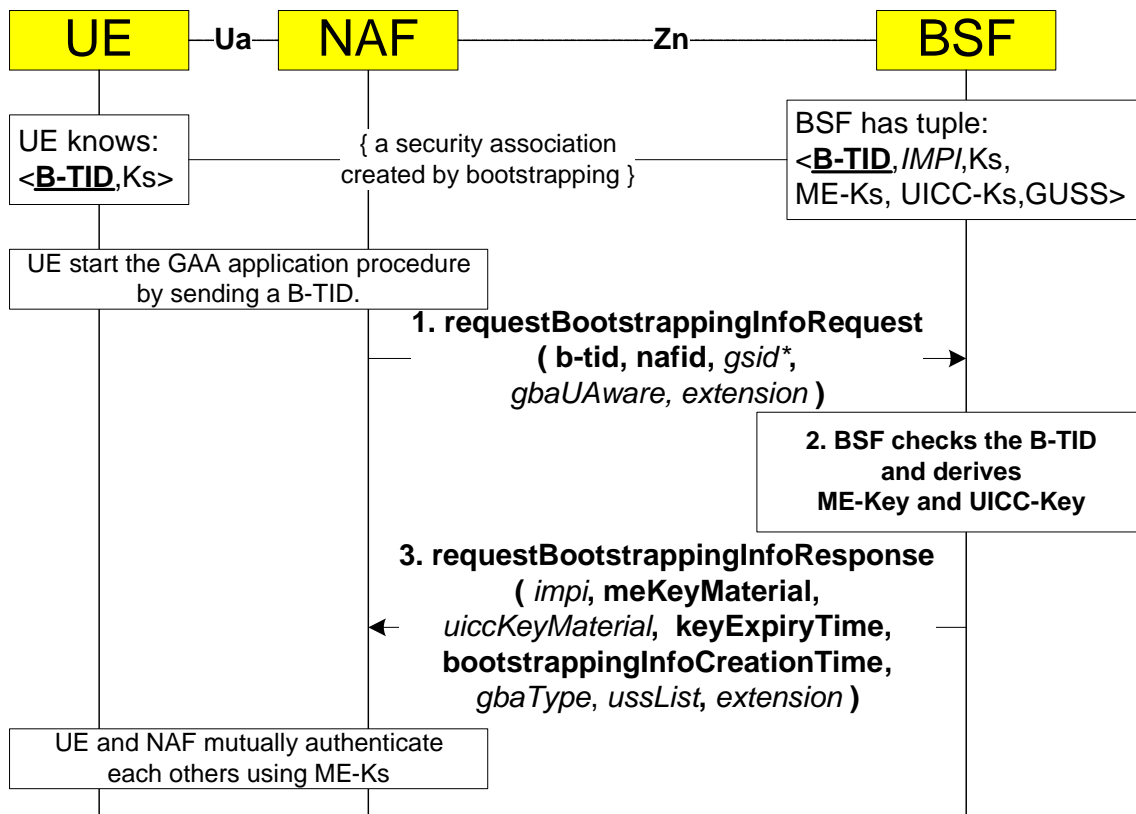 UE
Ua
NAF
Zn
BSF
UE knows:
<B-TID,Ks>
{ a security association
created by bootstrapping }
BSF has tuple:
<B-TID,IMPI,Ks,
ME-Ks, UICC-Ks,GUSS>
UE start the GAA application procedure
by sending a B-TID.
1. requestBootstrappingInfoRequest
( b-tid, nafid, gsid*,
gbaUAware, extension )
2. BSF checks the B-TID
and derives
ME-Key and UICC-Key
3. requestBootstrappingInfoResponse
( impi, meKeyMaterial,
uiccKeyMaterial, keyExpiryTime,
bootstrappingInfoCreationTime,
gbaType, ussList, extension )
UE and NAF mutually authenticate
each others using ME-Ks